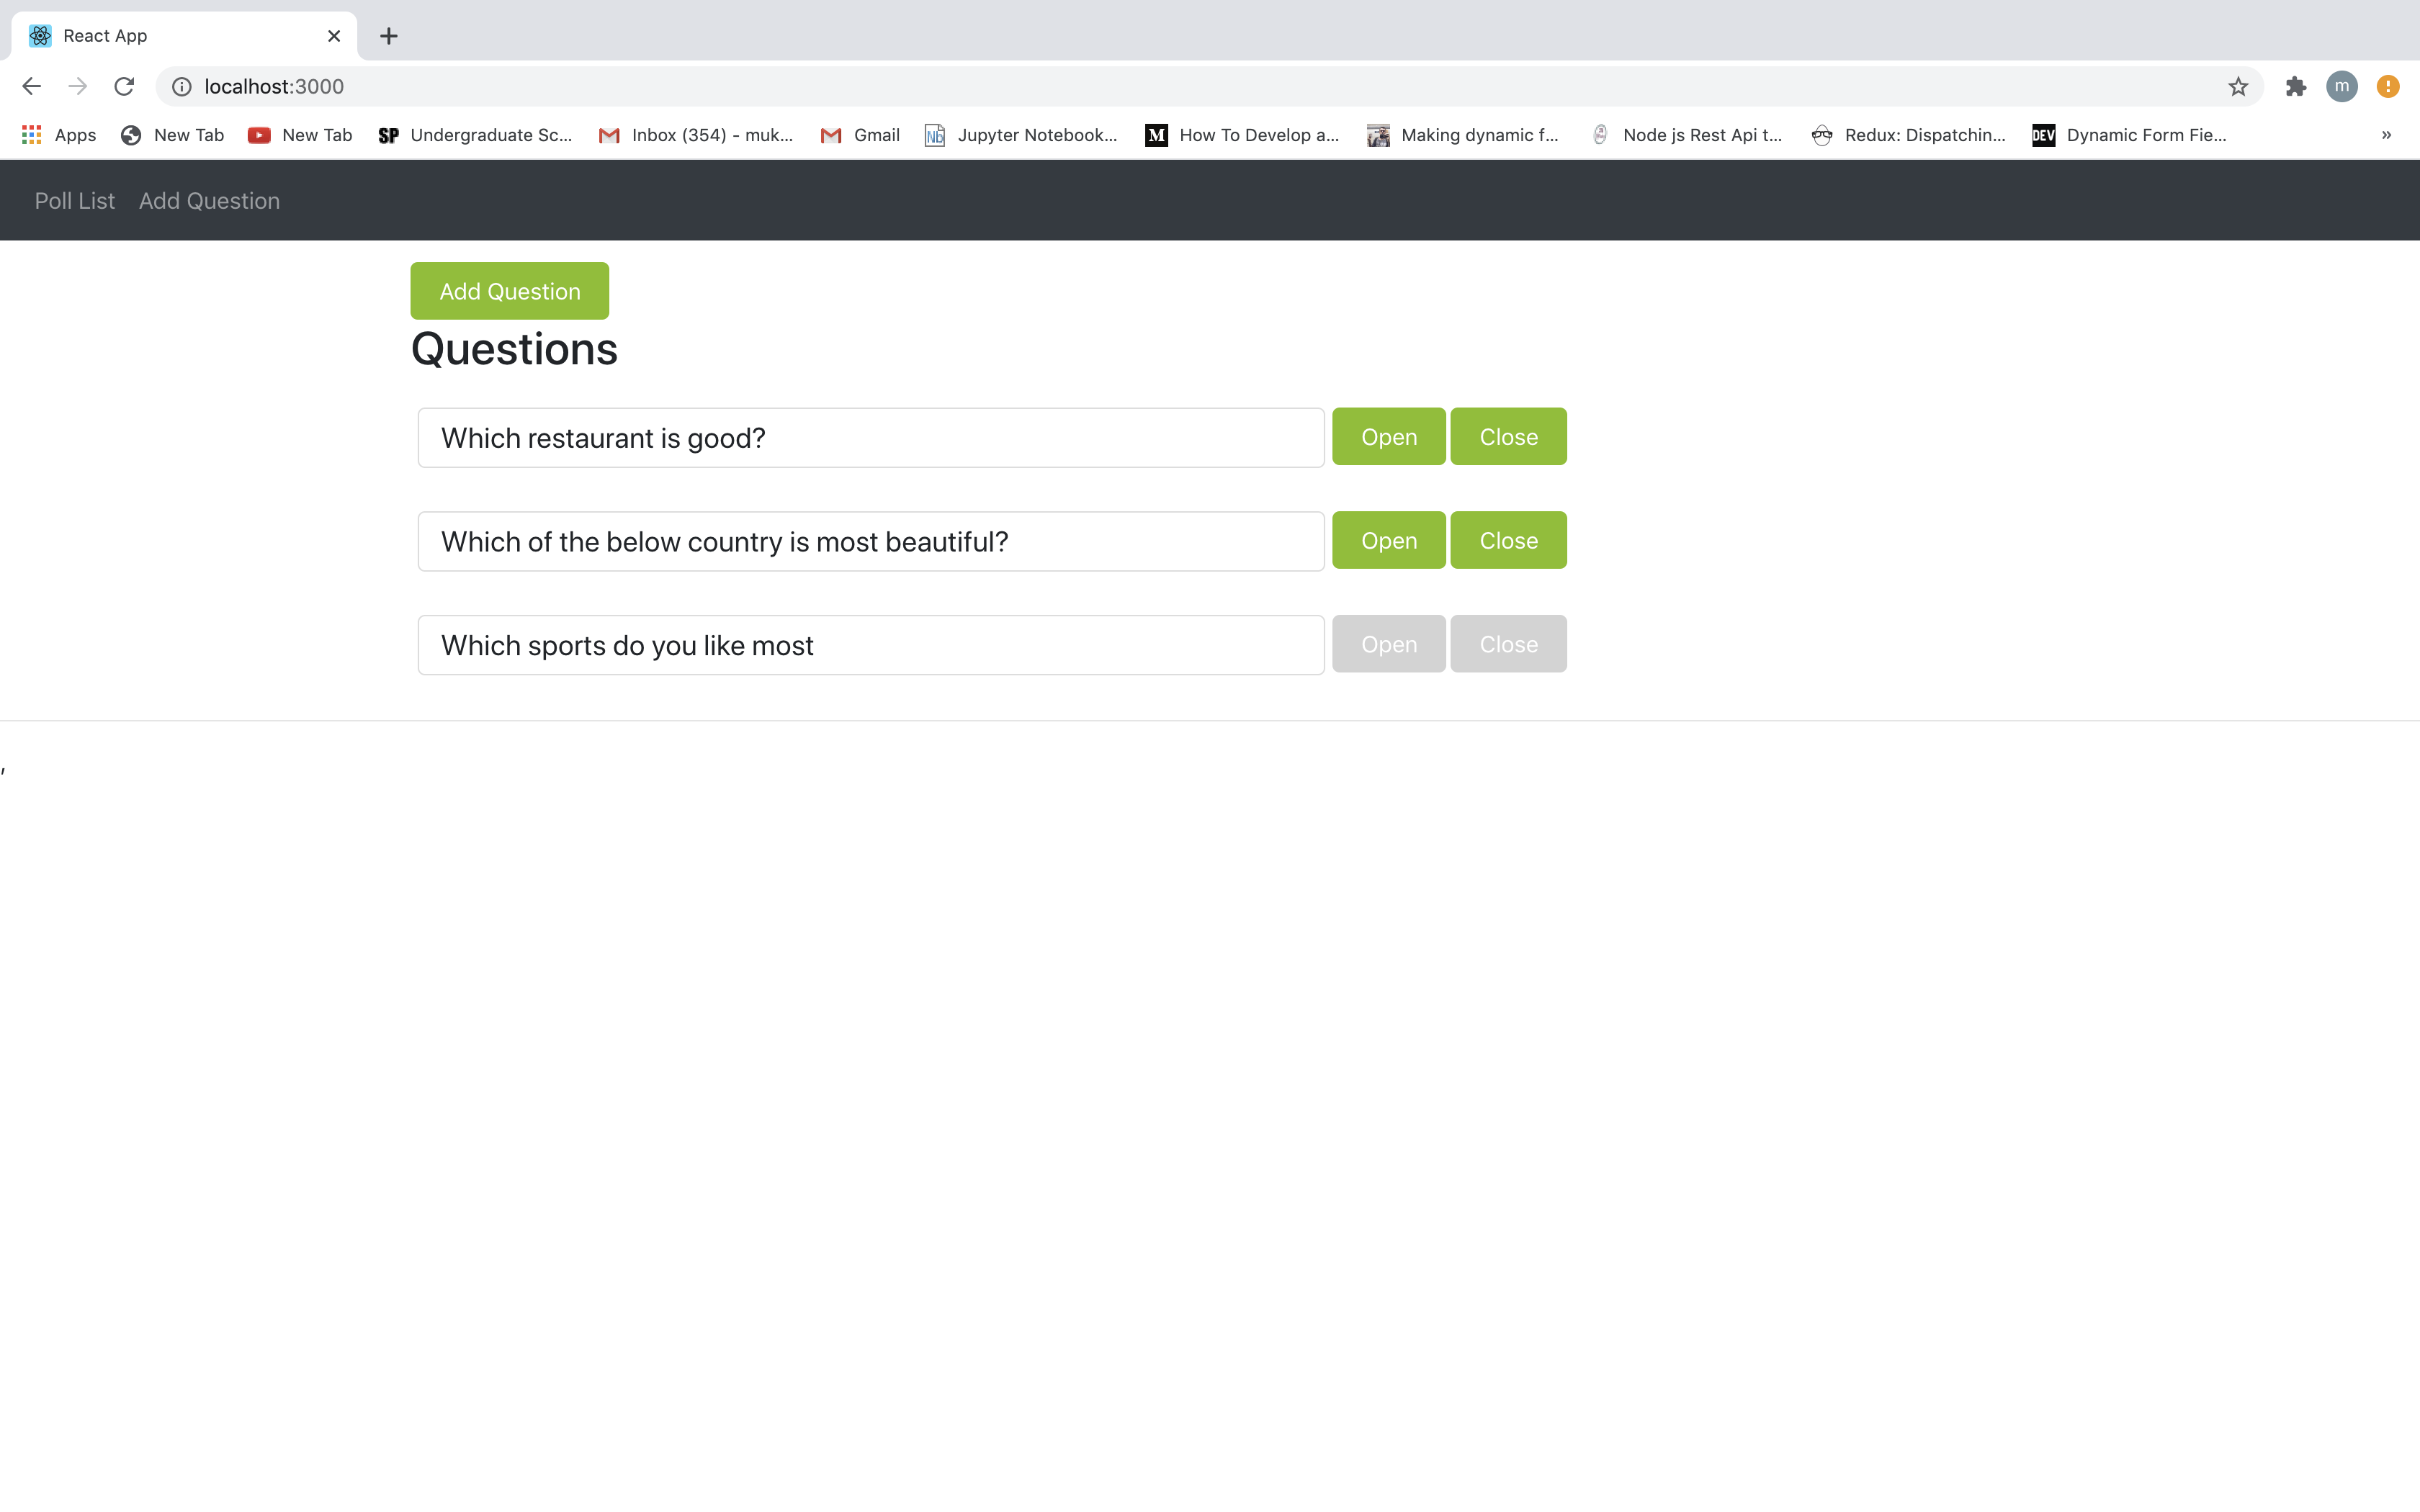 React App
localhost:3000
m
Apps New Tab New Tab SP Undergraduate Sc... Inbox (354) - muk... Gmail Nb Jupyter Notebook... M How To Develop a... Making dynamic f... Node js Rest Api t... Redux: Dispatchin... DEV Dynamic Form Fie... »
Poll List Add Question
Add Question
Questions
Which restaurant is good? Open Close
Which of the below country is most beautiful? Open Close
Which sports do you like most Open Close
,